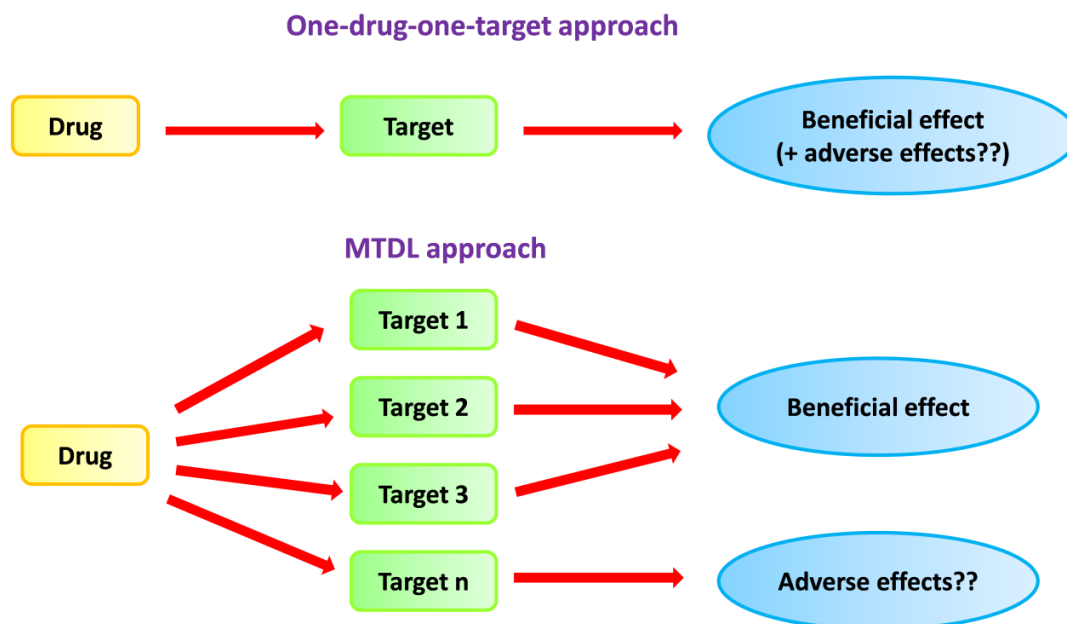 One-drug-one-target approach
Drug
Target
Beneficial effect
(+ adverse effects??)
MTDL approach
Target 1
Target 2
Beneficial effect
Drug
Target 3
Target n
Adverse effects??